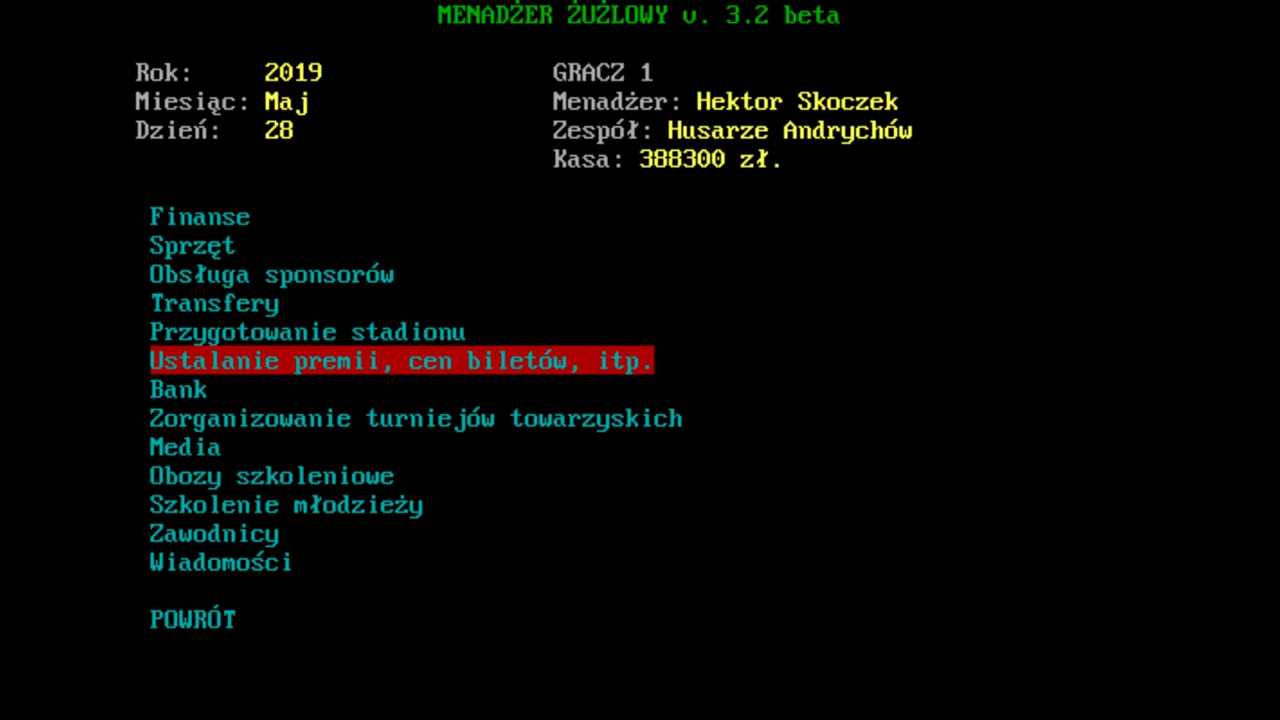 MENADŻER ŻUŻLOWY v. 3.2 beta
Rok: 2019
GRACZ 1
Miesiąc: Maj
Menadżer: Hektor Skoczek
Dzień: 28
Zespół: Husarze Andrychów
Kasa: 388300 zł.
Finanse
Sprzęt
Obsługa sponsorów
Transfery
Przygotowanie stadionu
Ustalanie premii, cen biletów, itp.
Bank
Zorganizowanie turniejów towarzyskich
Media
Obozy szkoleniowe
Szkolenie młodzieży
Zawodnicy
Wiadomości
POWRÓT